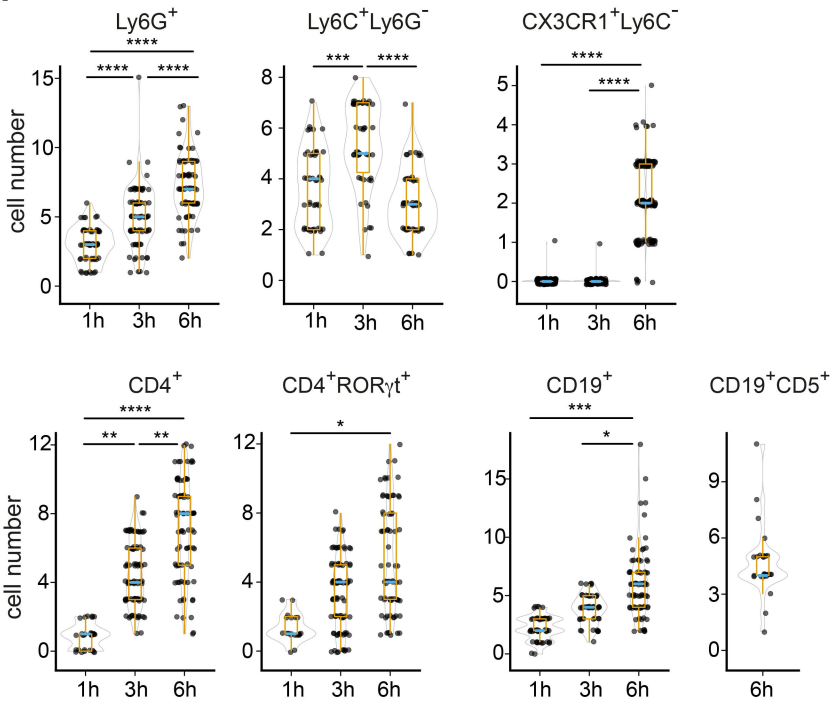 Ly6G⁺
Ly6C⁺Ly6G⁻
CX3CR1⁺Ly6C⁻
****
**** ****
*** ****
****
****
cell number
15
10
5
0
1h 3h 6h
8
6
4
2
0
1h 3h 6h
5
4
3
2
1
0
1h 3h 6h
CD4⁺
CD4⁺RORγt⁺
CD19⁺
CD19⁺CD5⁺
****
** **
*
***
*
cell number
12
8
4
0
1h 3h 6h
12
8
4
0
1h 3h 6h
15
10
5
0
1h 3h 6h
9
6
3
0
6h